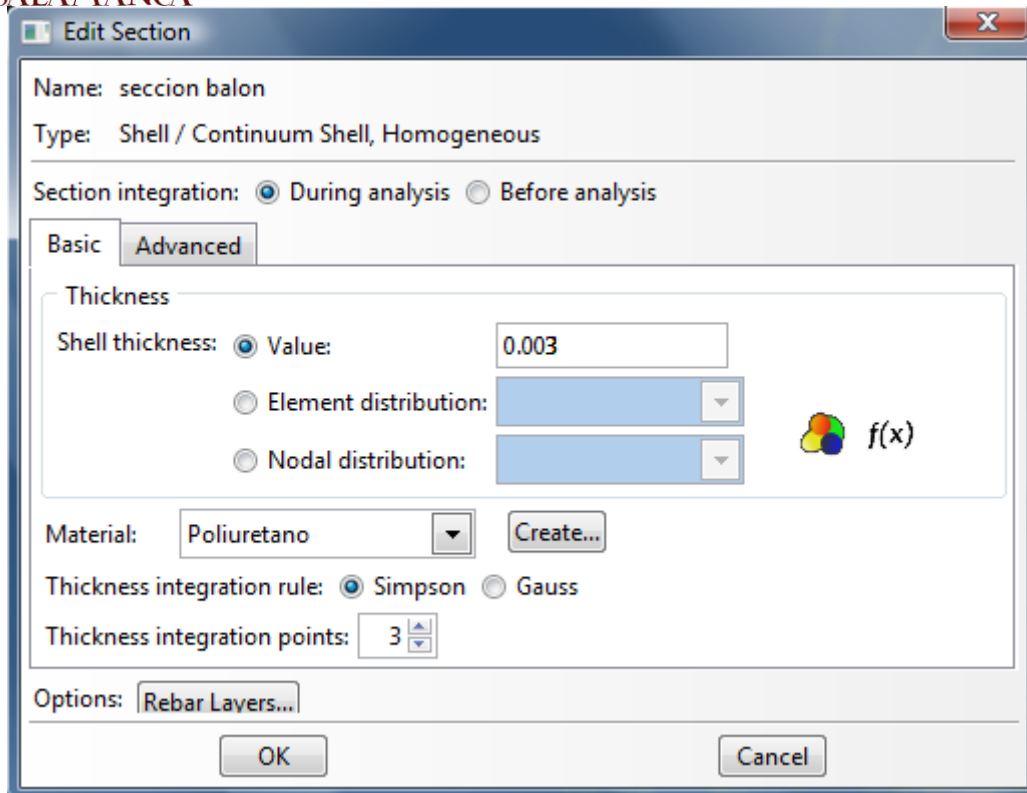 SALAMANCA
Edit Section
Name: seccion balon
Type: Shell / Continuum Shell, Homogeneous
Section integration: During analysis Before analysis
Basic Advanced
Thickness
Shell thickness: Value: 0.003
Element distribution:
f(x)
Nodal distribution:
Material: Poliuretano Create...
Thickness integration rule: Simpson Gauss
Thickness integration points: 3
Options: Rebar Layers...
OK Cancel